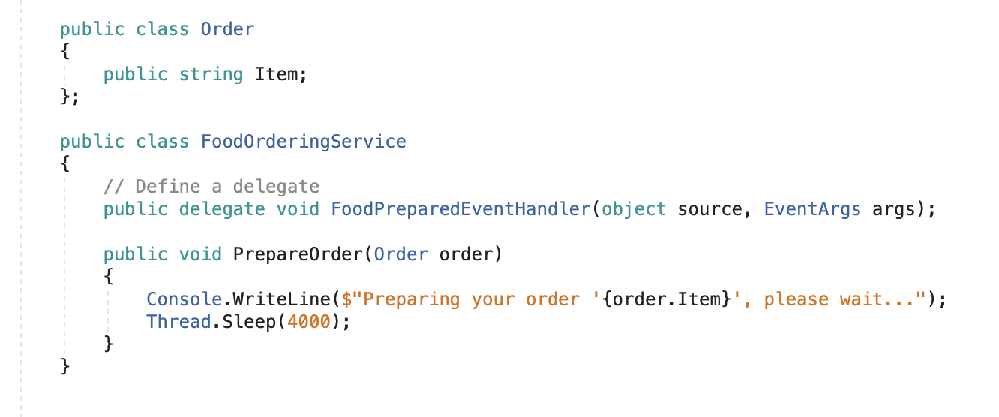 public class Order
{
    public string Item;
};

public class FoodOrderingService
{
    // Define a delegate
    public delegate void FoodPreparedEventHandler(object source, EventArgs args);

    public void PrepareOrder(Order order)
    {
        Console.WriteLine($"Preparing your order '{order.Item}', please wait...");
        Thread.Sleep(4000);
    }
}